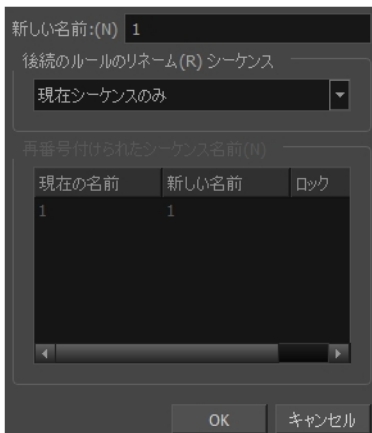 新しい名前:(N) 1
後続のルールのリネーム(R) シーケンス
現在シーケンスのみ
再番号付けられたシーケンス名前(N)
現在の名前 新しい名前 ロック
1 1
OK キャンセル